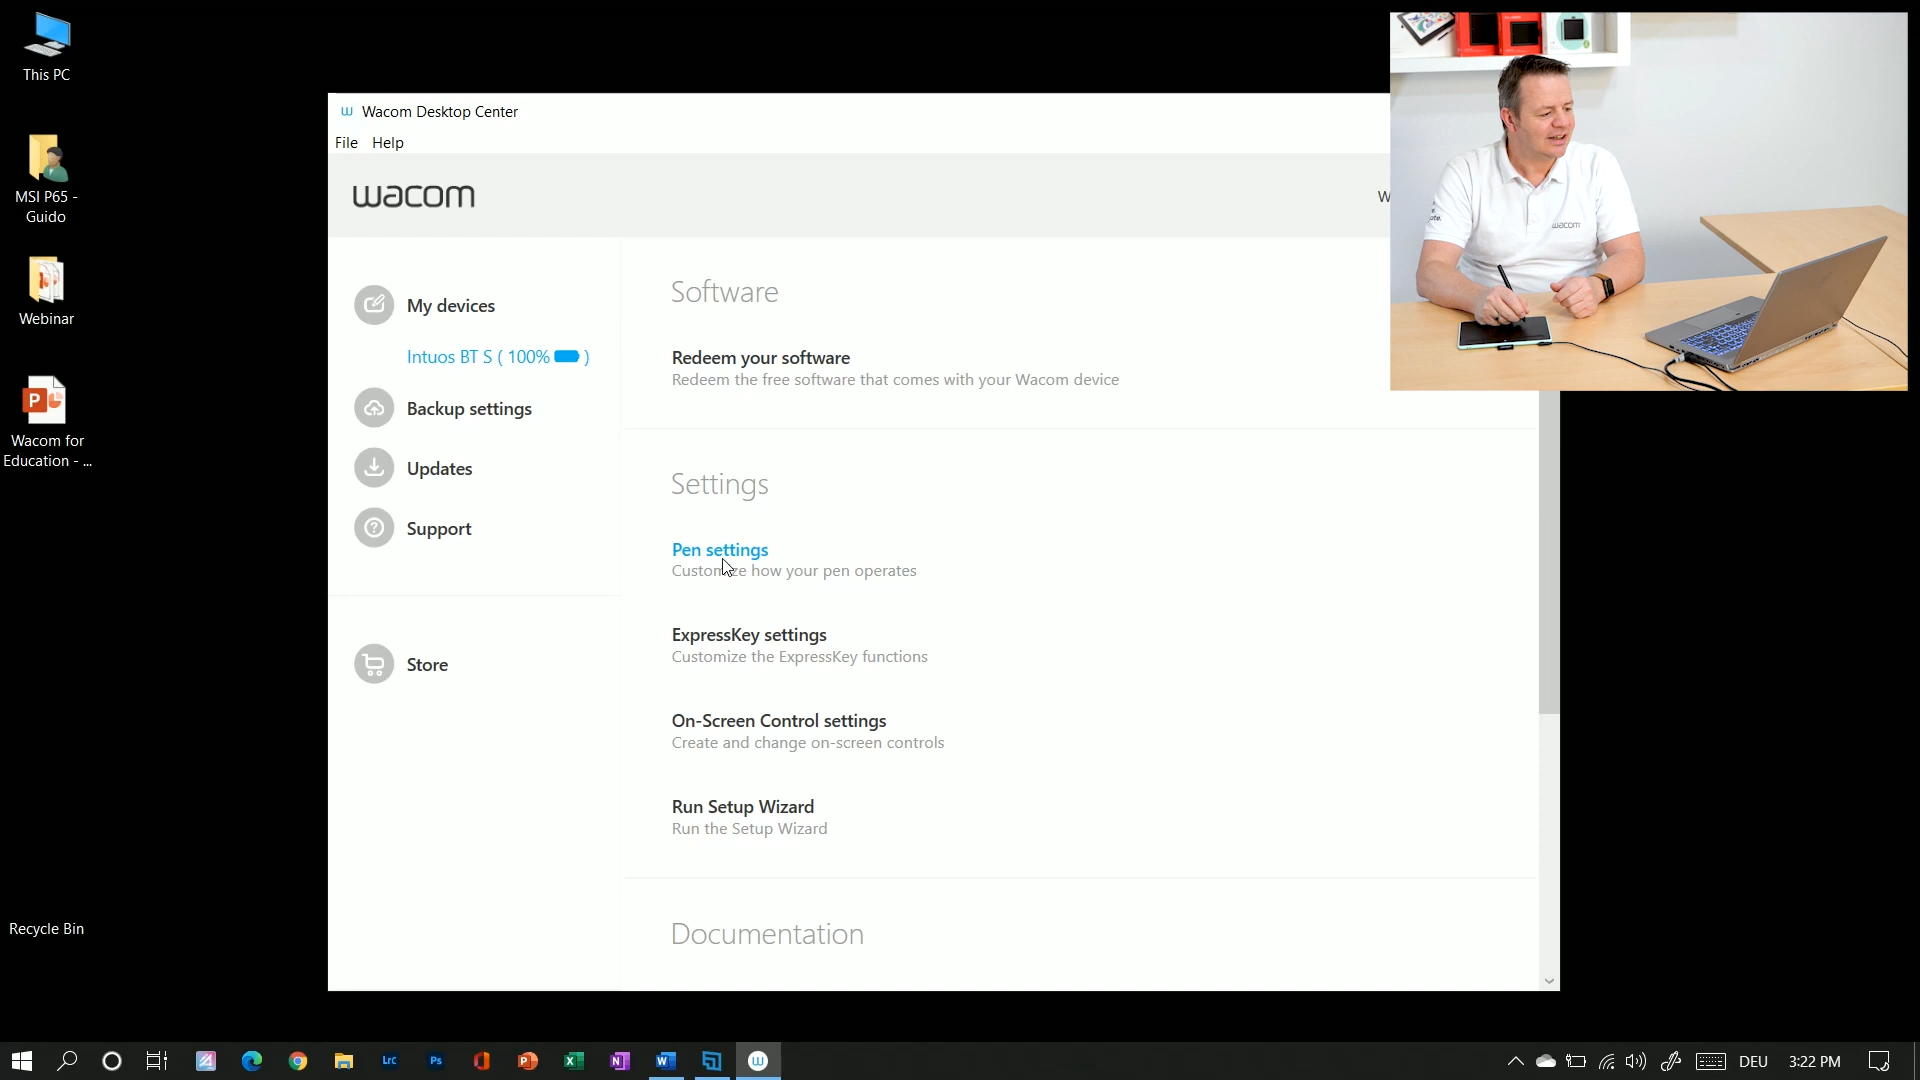 This PC
MSI P65 -
Guido
Webinar
Wacom for
Education - ...
Recycle Bin
Wacom Desktop Center
File Help
wacom
W
My devices
Intuos BT S ( 100% )
Backup settings
Updates
Support
Store
Software
Redeem your software
Redeem the free software that comes with your Wacom device
Settings
Pen settings
Customize how your pen operates
ExpressKey settings
Customize the ExpressKey functions
On-Screen Control settings
Create and change on-screen controls
Run Setup Wizard
Run the Setup Wizard
Documentation
wacom
DEU 3:22 PM